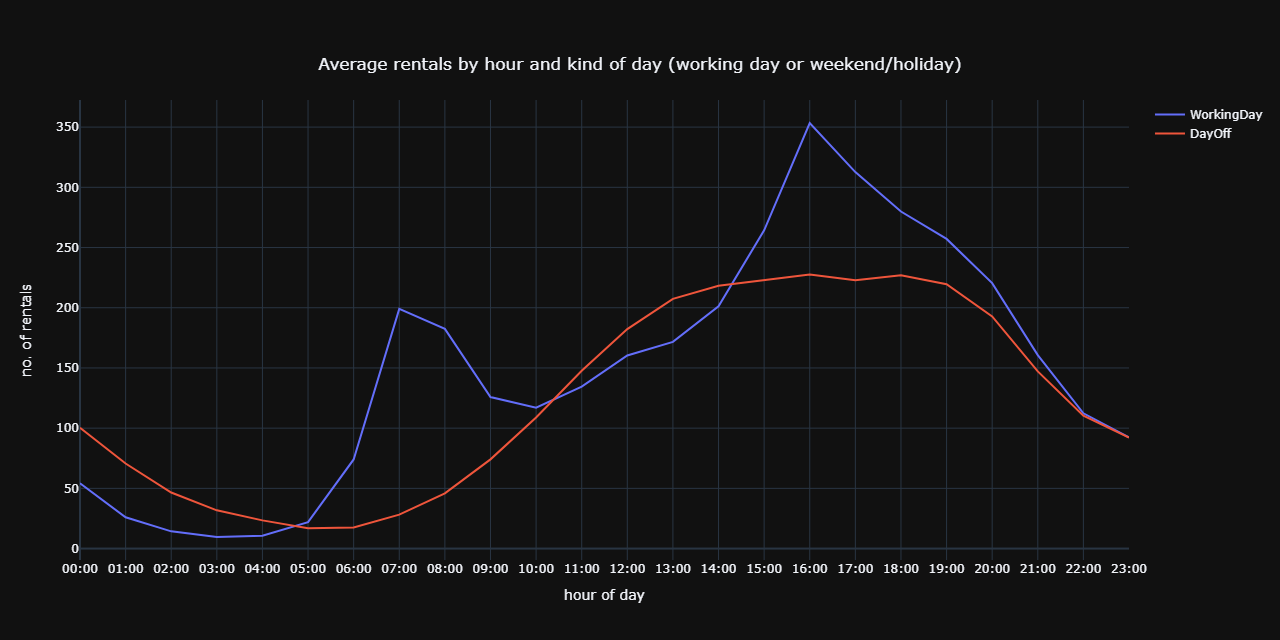 Average rentals by hour and kind of day (working day or weekend/holiday)
WorkingDay
DayOff
no. of rentals
350
300
250
200
150
100
50
0
00:00 01:00 02:00 03:00 04:00 05:00 06:00 07:00 08:00 09:00 10:00 11:00 12:00 13:00 14:00 15:00 16:00 17:00 18:00 19:00 20:00 21:00 22:00 23:00
hour of day